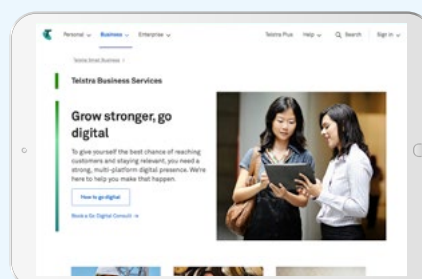 Personal Business Enterprise Telstra Plus Help Search Sign in
Telstra Small Business
Telstra Business Services
Grow stronger, go
digital
To give yourself the best chance of reaching
customers and staying relevant, you need a
strong, multi-platform digital presence. We're
here to help you make that happen.
How to go digital
Book a Go Digital Consult